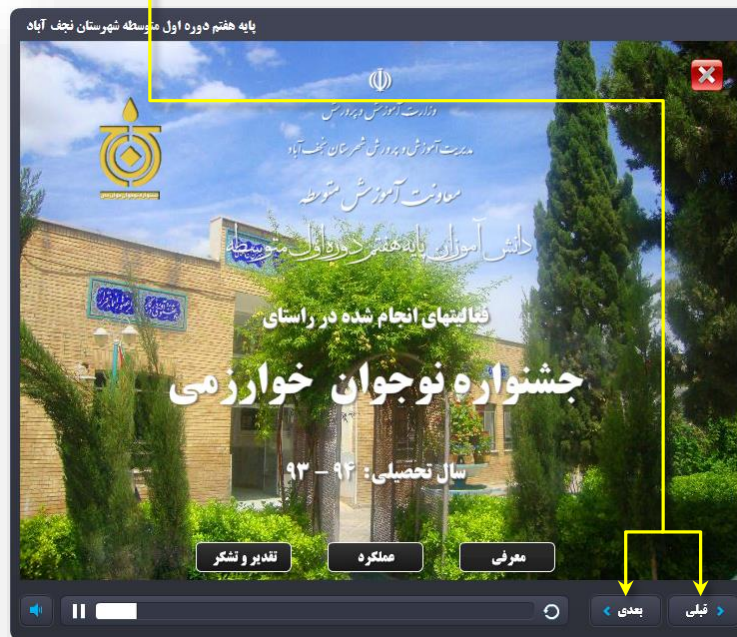 پایه هفتم دوره اول متوسطه شهرستان نجف آباد
وزارت آموزش و پرورش
مدیریت آموزش و پرورش شهرستان نجف آباد
معاونت آموزش متوسطه
دانش آموزان پایه هفتم دوره اول متوسطه
فعالیتهای انجام شده در راستای
جشنواره نوجوان خوارزمی
سال تحصیلی: ۹۴ – ۹۳
معرفی
عملکرد
تقدیر و تشکر
قبلی
بعدی